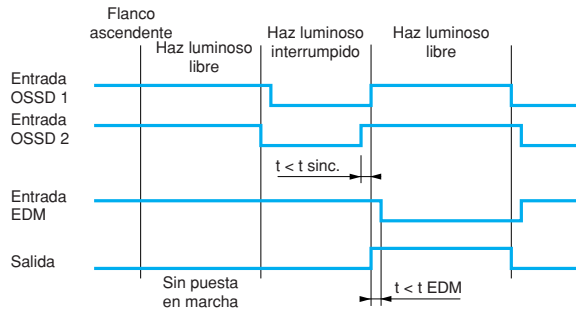 Flanco
ascendente
Haz luminoso
libre
Haz luminoso
interrumpido
Haz luminoso
libre
Entrada
OSSD 1
Entrada
OSSD 2
t < t sinc.
Entrada
EDM
Salida
Sin puesta
en marcha
t < t EDM